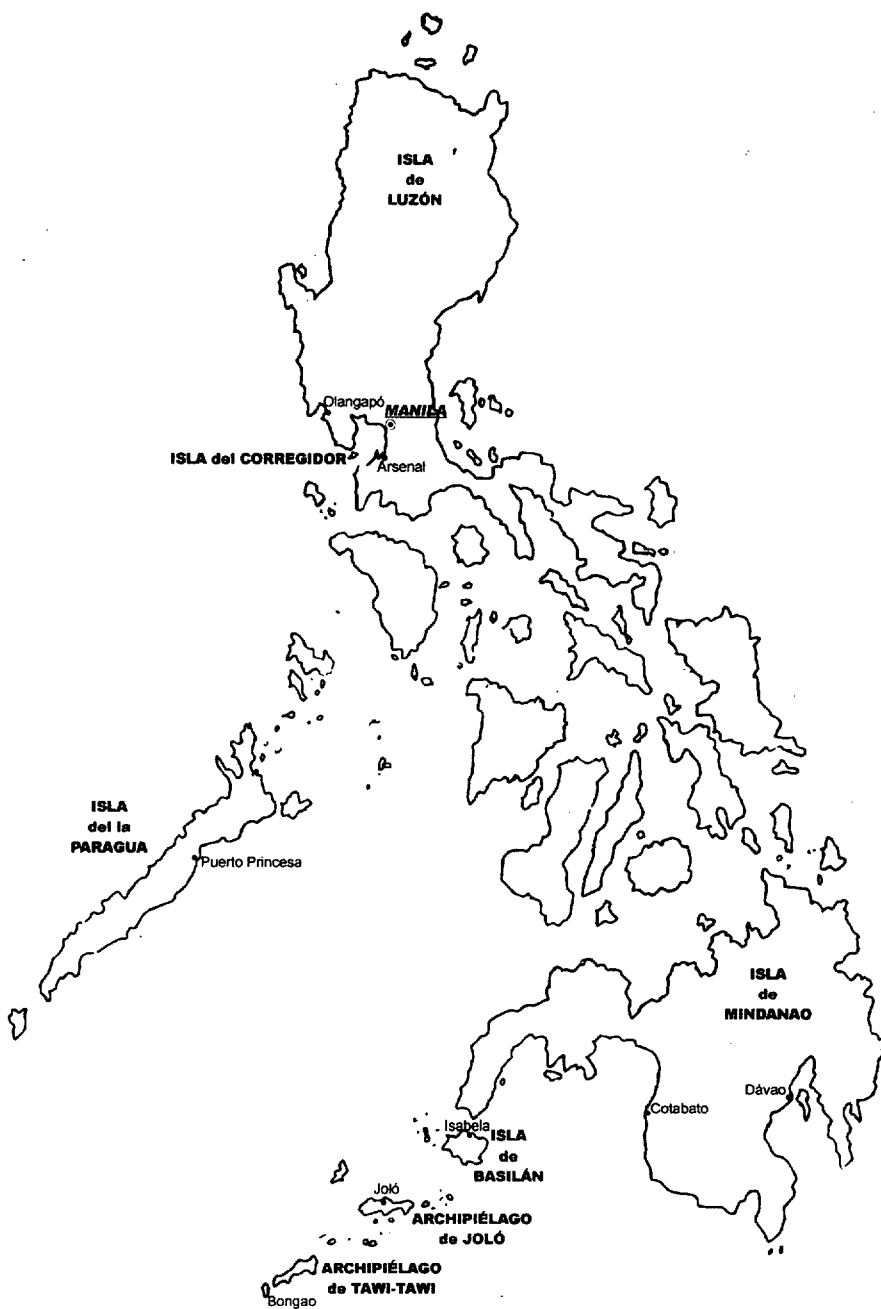 ISLA
de
LUZÓN
Olangapó
MANILA
ISLA del CORREGIDOR
Arsenal
ISLA
del la
PARAGUA
Puerto Princesa
ISLA
de
MINDANAO
Dávao
Cotabato
Isabela
ISLA
de
BASILÁN
Joló
ARCHIPIÉLAGO
de JOLÓ
ARCHIPIÉLAGO
de TAWI-TAWI
Bongao